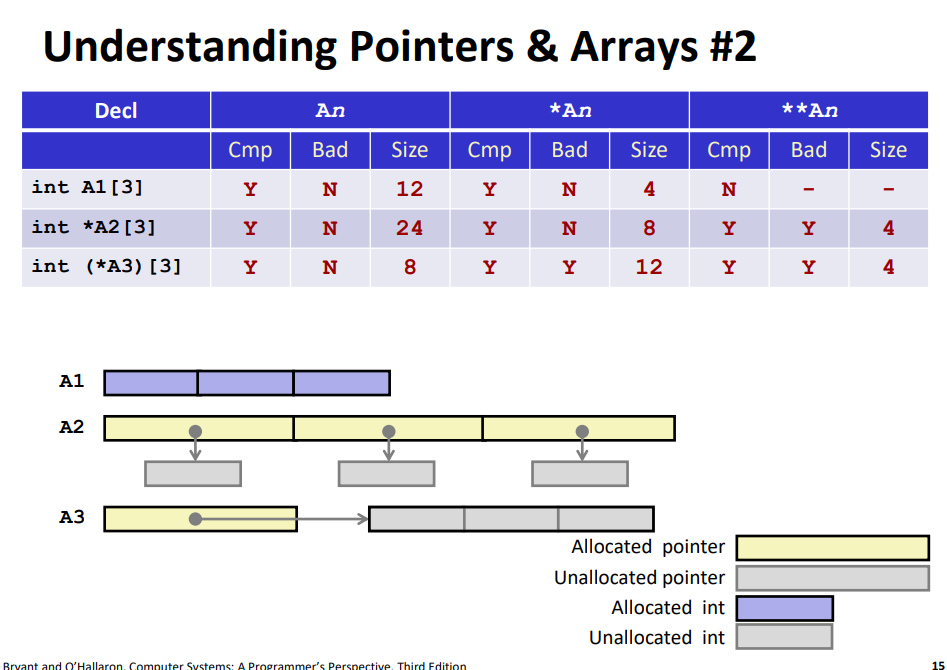 Understanding Pointers & Arrays #2
Decl An *An **An
Cmp Bad Size Cmp Bad Size Cmp Bad Size
int A1[3] Y N 12 Y N 4 N - -
int *A2[3] Y N 24 Y N 8 Y Y 4
int (*A3)[3] Y N 8 Y Y 12 Y Y 4
A1
A2
A3
Allocated pointer
Unallocated pointer
Allocated int
Unallocated int
Bryant and O'Hallaron, Computer Systems: A Programmer's Perspective, Third Edition 15